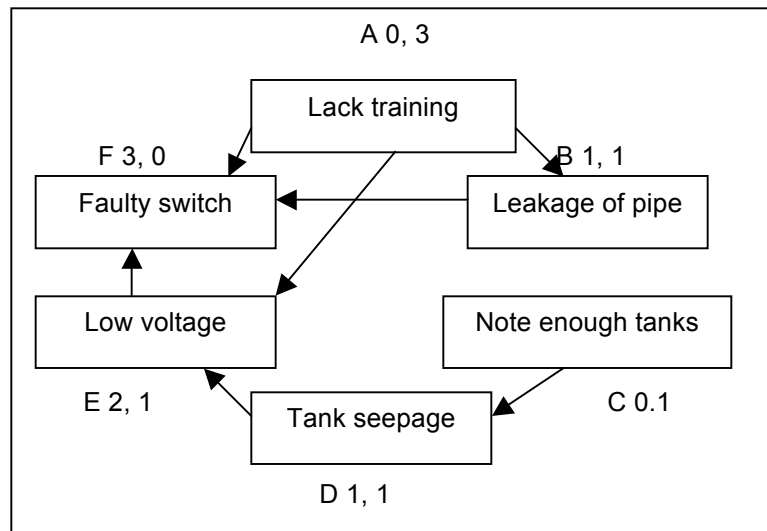 A 0, 3
Lack training
F 3, 0
B 1, 1
Faulty switch
Leakage of pipe
Low voltage
Note enough tanks
E 2, 1
Tank seepage
C 0.1
D 1, 1